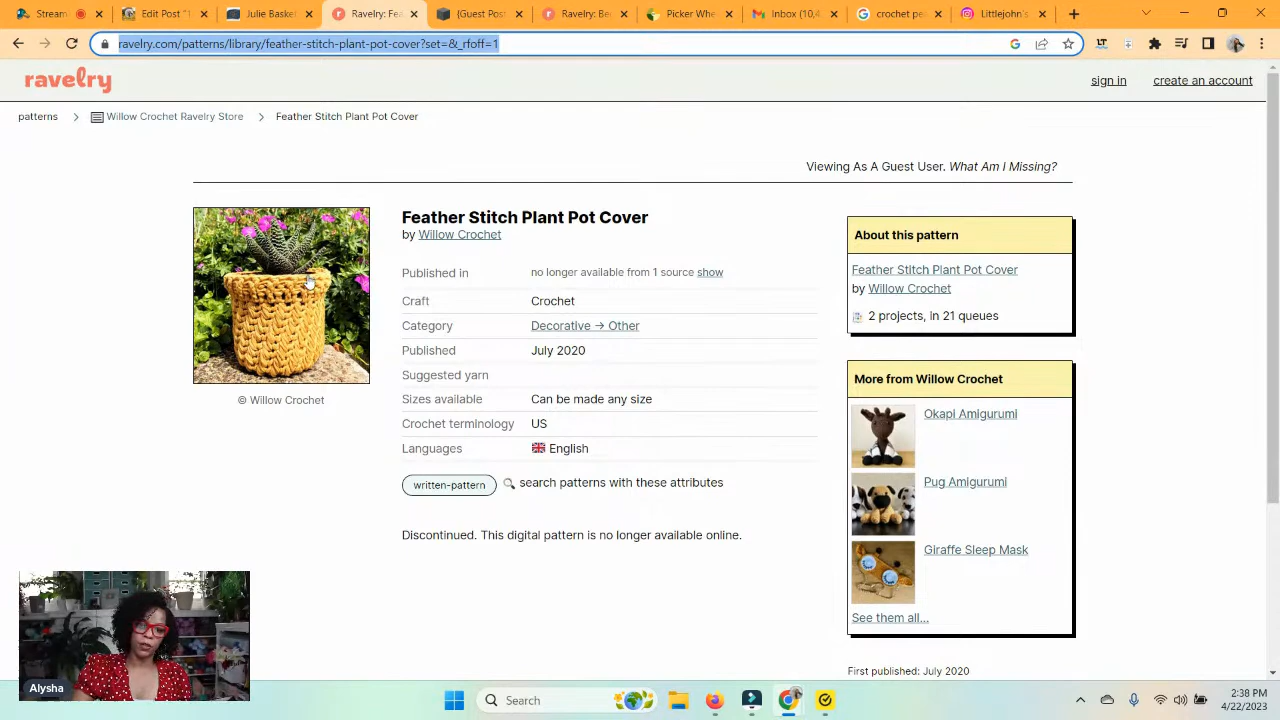 Stream
Edit Post "1
Julie Basket
Ravelry: Fea
{Guest Post
Ravelry: Be
Picker Whe
Inbox (10,4
crochet pe
Littlejohn's
ravelry.com/patterns/library/feather-stitch-plant-pot-cover?set=&_rfoff=1
ravelry
sign in
create an account
patterns
Willow Crochet Ravelry Store
Feather Stitch Plant Pot Cover
Viewing As A Guest User. What Am I Missing?
Feather Stitch Plant Pot Cover
by Willow Crochet
Published in
no longer available from 1 source show
Craft
Crochet
Category
Decorative → Other
Published
July 2020
Suggested yarn
Sizes available
Can be made any size
Crochet terminology
US
Languages
English
written-pattern
search patterns with these attributes
Discontinued. This digital pattern is no longer available online.
© Willow Crochet
About this pattern
Feather Stitch Plant Pot Cover
by Willow Crochet
2 projects, in 21 queues
More from Willow Crochet
Okapi Amigurumi
Pug Amigurumi
Giraffe Sleep Mask
See them all...
First published: July 2020
Alysha
Search
2:38 PM
4/22/2023